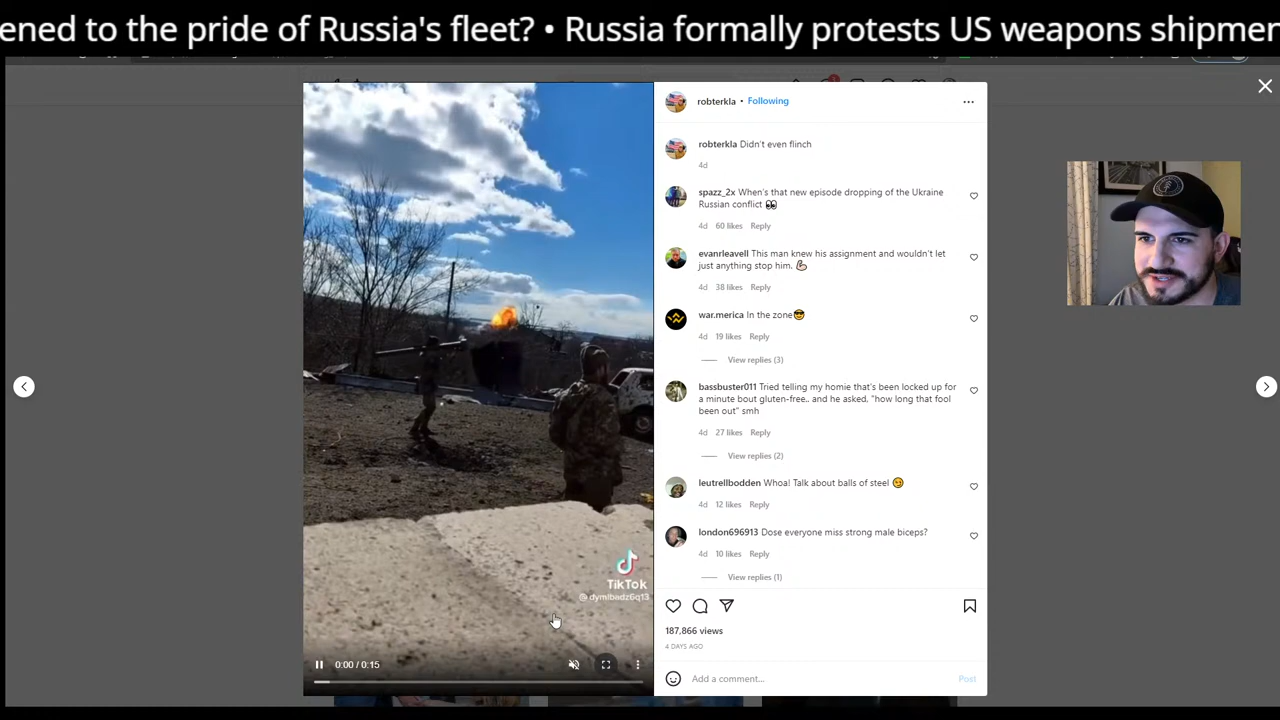 ened to the pride of Russia's fleet? • Russia formally protests US weapons shipmen
robterkla • Following
robterkla Didn't even flinch
4d
spazz_2x When's that new episode dropping of the Ukraine
Russian conflict 👀
4d 60 likes Reply
evanrleavell This man knew his assignment and wouldn't let
just anything stop him. 💪🏼
4d 38 likes Reply
war.merica In the zone😎
4d 19 likes Reply
View replies (3)
bassbuster011 Tried telling my homie that's been locked up for
a minute bout gluten-free.. and he asked, "how long that fool
been out" smh
4d 27 likes Reply
View replies (2)
leutrellbodden Whoa! Talk about balls of steel 😏
4d 12 likes Reply
london696913 Dose everyone miss strong male biceps?
4d 10 likes Reply
View replies (1)
TikTok
@dymibadz6q13
0:00 / 0:15
187,866 views
4 DAYS AGO
Add a comment... Post